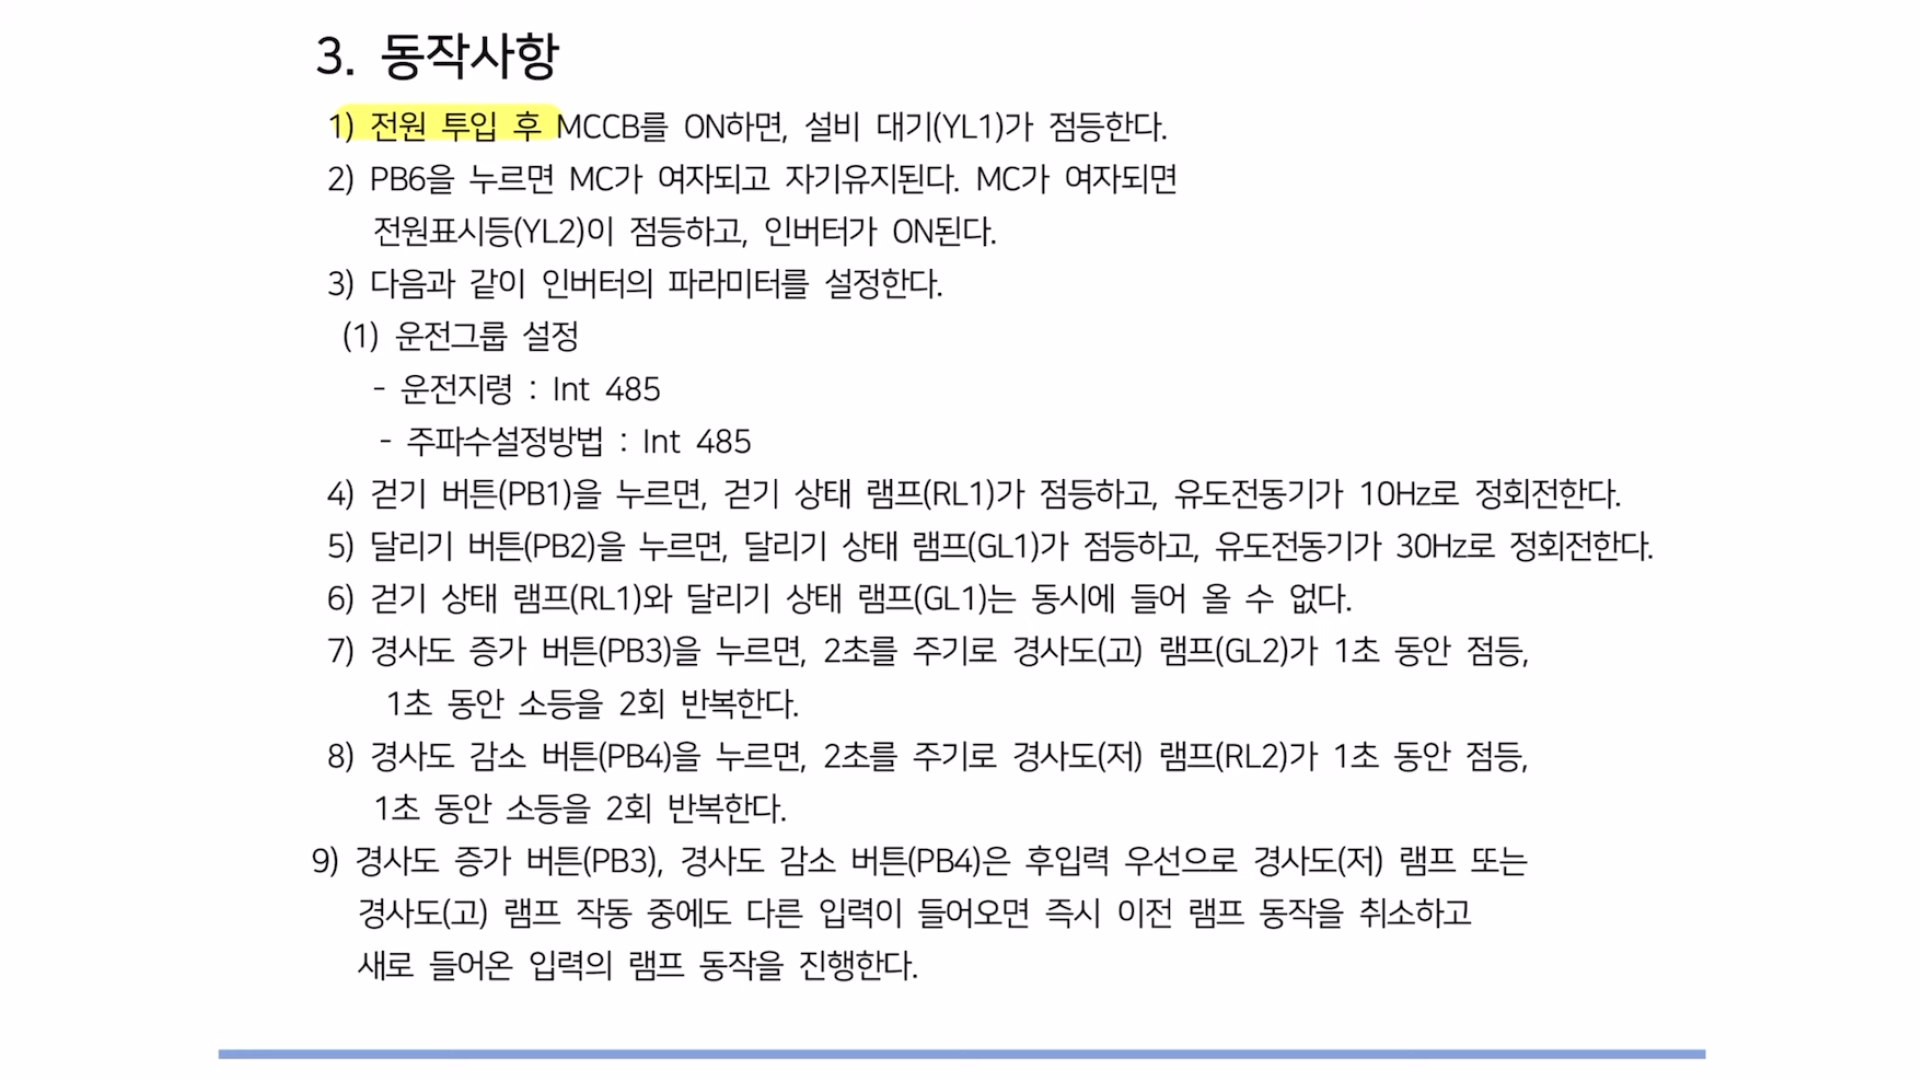 3. 동작사항
1) 전원 투입 후 MCCB를 ON하면, 설비 대기(YL1)가 점등한다.
2) PB6을 누르면 MC가 여자되고 자기유지된다. MC가 여자되면
전원표시등(YL2)이 점등하고, 인버터가 ON된다.
3) 다음과 같이 인버터의 파라미터를 설정한다.
(1) 운전그룹 설정
- 운전지령 : Int 485
- 주파수설정방법 : Int 485
4) 걷기 버튼(PB1)을 누르면, 걷기 상태 램프(RL1)가 점등하고, 유도전동기가 10Hz로 정회전한다.
5) 달리기 버튼(PB2)을 누르면, 달리기 상태 램프(GL1)가 점등하고, 유도전동기가 30Hz로 정회전한다.
6) 걷기 상태 램프(RL1)와 달리기 상태 램프(GL1)는 동시에 들어 올 수 없다.
7) 경사도 증가 버튼(PB3)을 누르면, 2초를 주기로 경사도(고) 램프(GL2)가 1초 동안 점등,
1초 동안 소등을 2회 반복한다.
8) 경사도 감소 버튼(PB4)을 누르면, 2초를 주기로 경사도(저) 램프(RL2)가 1초 동안 점등,
1초 동안 소등을 2회 반복한다.
9) 경사도 증가 버튼(PB3), 경사도 감소 버튼(PB4)은 후입력 우선으로 경사도(저) 램프 또는
경사도(고) 램프 작동 중에도 다른 입력이 들어오면 즉시 이전 램프 동작을 취소하고
새로 들어온 입력의 램프 동작을 진행한다.